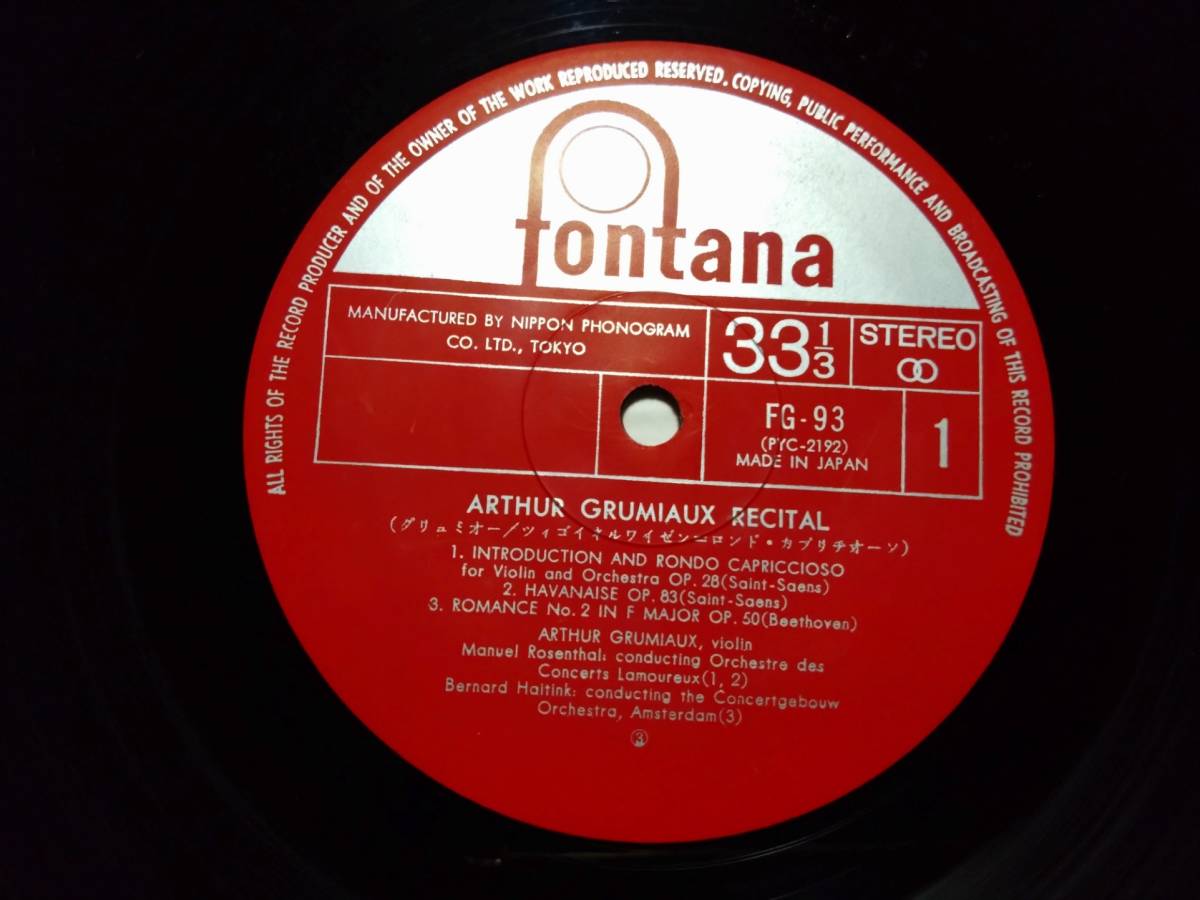 ALL RIGHTS OF THE RECORD PRODUCER AND OF THE OWNER OF THE WORK REPRODUCED RESERVED. COPYING, PUBLIC PERFORMANCE AND BROADCASTING OF THIS RECORD PROHIBITED
fontana
MANUFACTURED BY NIPPON PHONOGRAM
CO. LTD., TOKYO
33 1/3
STEREO
FG-93
(PYC-2192)
MADE IN JAPAN
1
ARTHUR GRUMIAUX RECITAL
(グリュミオー/ツィゴイネルワイゼン−ロンド・カプリチオーソ)
1. INTRODUCTION AND RONDO CAPRICCIOSO
for Violin and Orchestra OP. 28(Saint-Saens)
2. HAVANAISE OP. 83(Saint-Saens)
3. ROMANCE No. 2 IN F MAJOR OP. 50(Beethoven)
ARTHUR GRUMIAUX, violin
Manuel Rosenthal: conducting Orchestre des
Concerts Lamoureux(1, 2)
Bernard Haitink: conducting the Concertgebouw
Orchestra, Amsterdam(3)
③